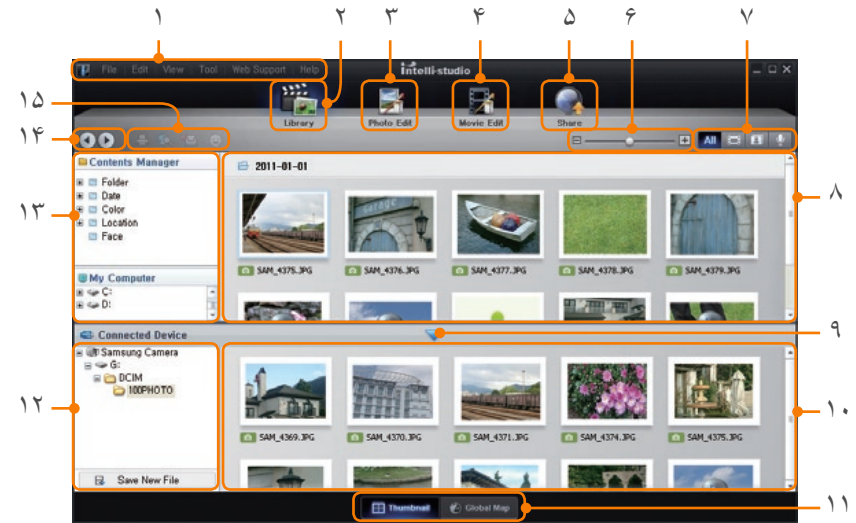 ۱ ۲ ۳ ۴ ۵ ۶ ۷
File Edit View Tool Web Support Help
Intelli-studio
Library Photo Edit Movie Edit Share
۱۵
۱۴
All
Contents Manager
Folder
Date
Color
Location
Face
۱۳
My Computer
C:
D:
2011-01-01
SAM_4375.JPG SAM_4376.JPG SAM_4377.JPG SAM_4378.JPG SAM_4379.JPG
۸
Connected Device
۹
Samsung Camera
G:
DCIM
100PHOTO
۱۲
Save New File
SAM_4369.JPG SAM_4370.JPG SAM_4371.JPG SAM_4374.JPG SAM_4375.JPG
۱۰
Thumbnail Global Map
۱۱